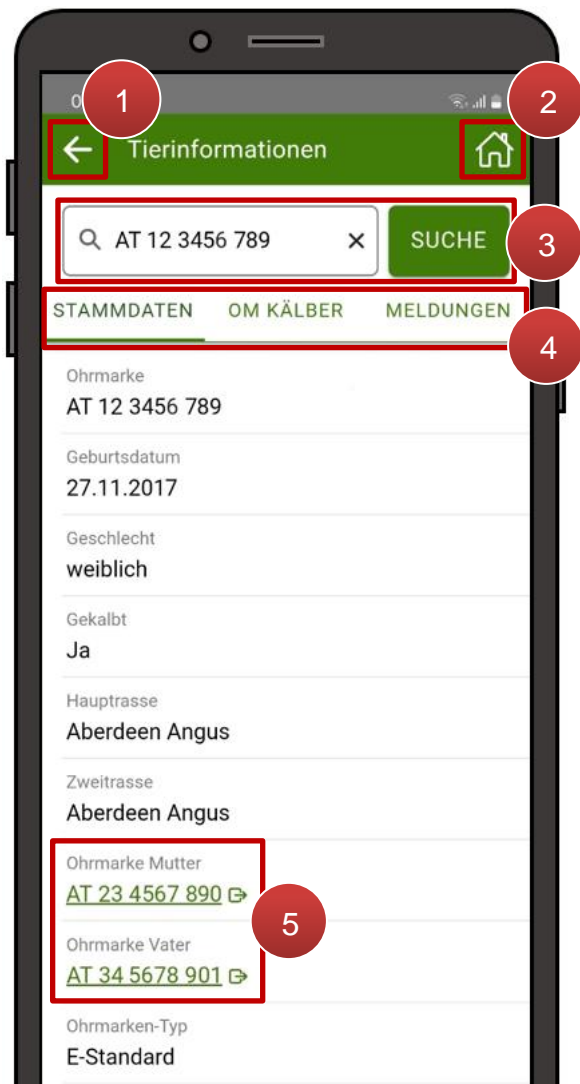 0
1
2
Tierinformationen
AT 12 3456 789
SUCHE
3
STAMMDATEN OM KÄLBER MELDUNGEN
4
Ohrmarke
AT 12 3456 789
Geburtsdatum
27.11.2017
Geschlecht
weiblich
Gekalbt
Ja
Hauptrasse
Aberdeen Angus
Zweitrasse
Aberdeen Angus
Ohrmarke Mutter
AT 23 4567 890
5
Ohrmarke Vater
AT 34 5678 901
Ohrmarken-Typ
E-Standard